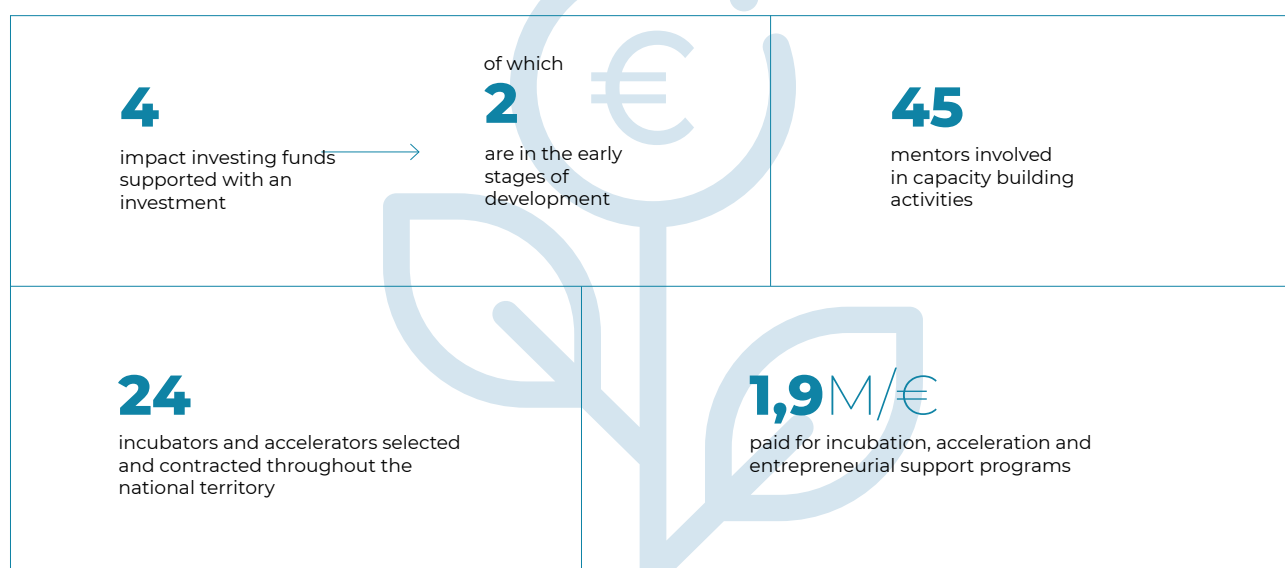 4
impact investing funds
supported with an
investment
of which
2
are in the early
stages of
development
45
mentors involved
in capacity building
activities
24
incubators and accelerators selected
and contracted throughout the
national territory
1,9M/€
paid for incubation, acceleration and
entrepreneurial support programs
€